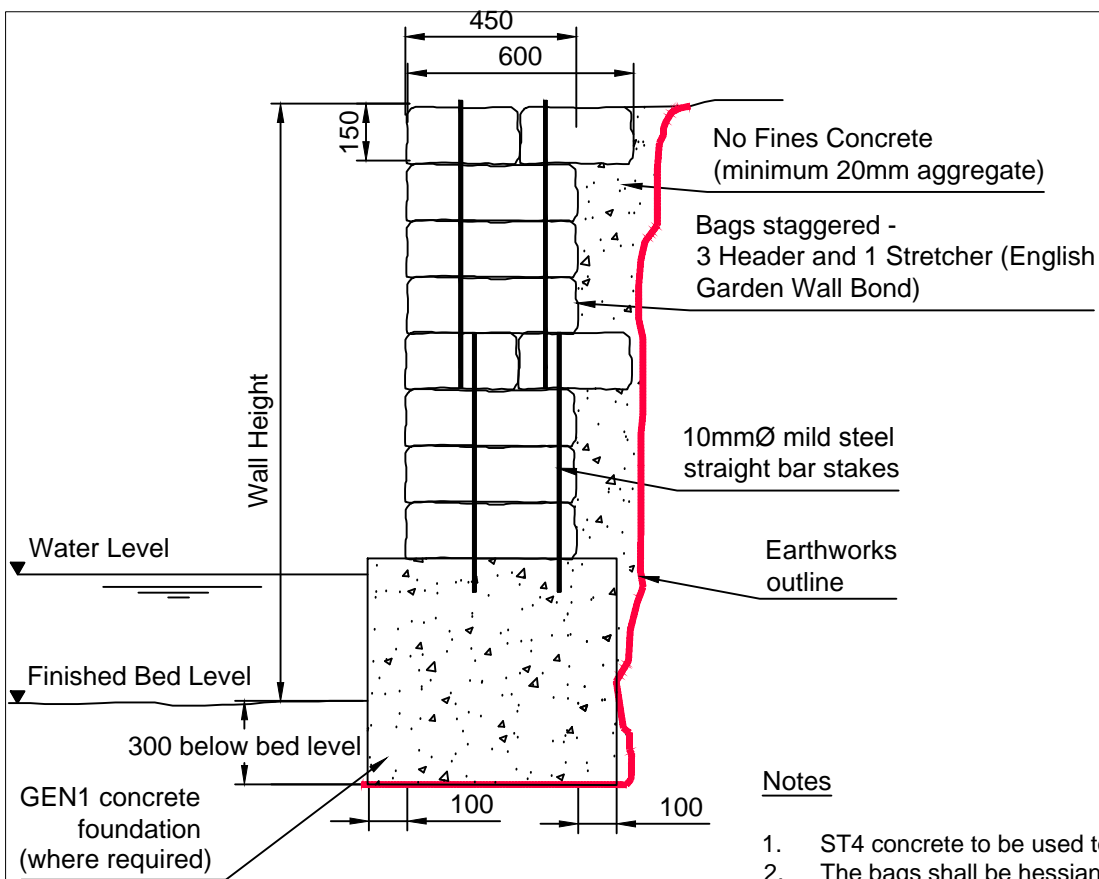 450
600
150
No Fines Concrete
(minimum 20mm aggregate)
Bags staggered -
3 Header and 1 Stretcher (English
Garden Wall Bond)
Wall Height
10mmØ mild steel
straight bar stakes
Water Level
Earthworks
outline
Finished Bed Level
300 below bed level
GEN1 concrete
foundation
(where required)
100
100
Notes
1. ST4 concrete to be used
2. The bags shall be hessian